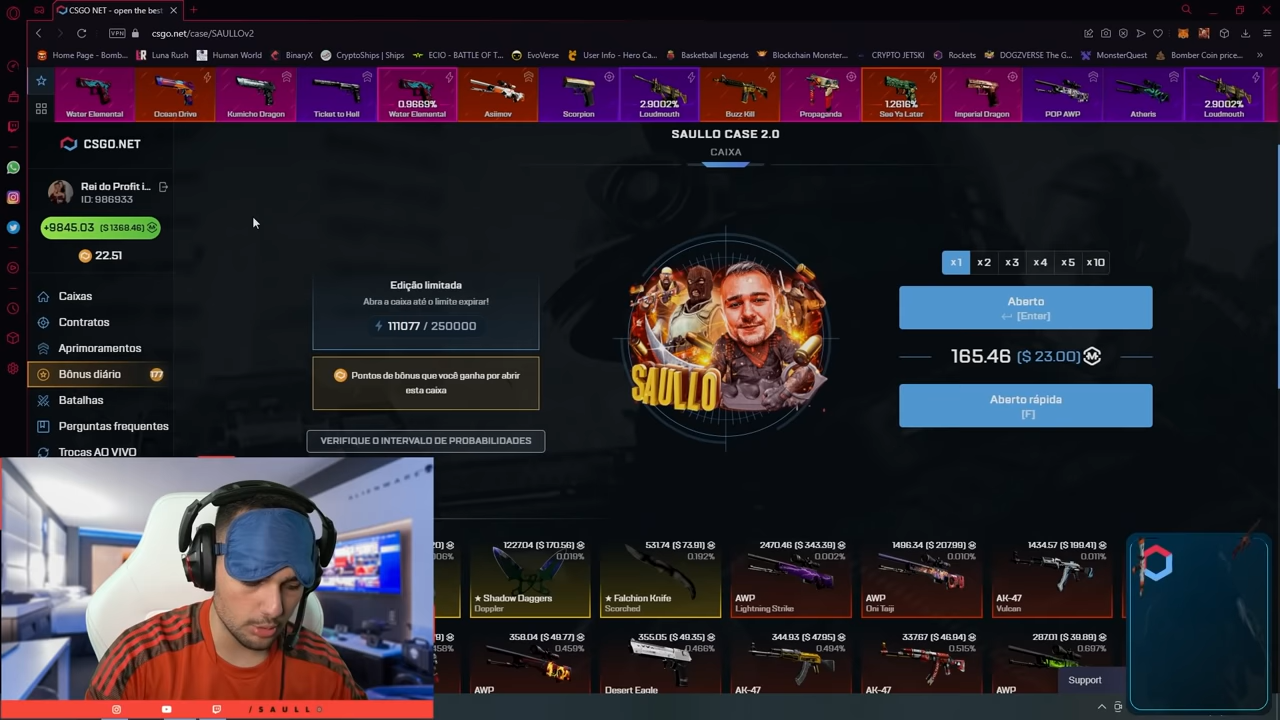 CSGO NET - open the best
VPN
csgo.net/case/SAULLOv2
Home Page - Bomb...
Luna Rush
Human World
BinaryX
CryptoShips | Ships
ECIO - BATTLE OF T...
EvoVerse
User Info - Hero Ca...
Basketball Legends
Blockchain Monster...
CRYPTO JETSKI
Rockets
DOGZVERSE The G...
MonsterQuest
Bomber Coin price...
Water Elemental
Ocean Drive
Kumicho Dragon
Ticket to Hell
0.9669%
Water Elemental
Asiimov
Scorpion
2.9002%
Loudmouth
Buzz Kill
Propaganda
1.2616%
See Ya Later
Imperial Dragon
POP AWP
Atheris
2.9002%
Loudmouth
CSGO.NET
SAULLO CASE 2.0
CAIXA
Rei do Profit i...
ID: 986933
+9845.03 ($ 1368.46)
22.51
Caixas
Contratos
Aprimoramentos
Bônus diário
177
Batalhas
Perguntas frequentes
Trocas AO VIVO
Edição limitada
Abra a caixa até o limite expirar!
111077 / 250000
Pontos de bônus que você ganha por abrir
esta caixa
VERIFIQUE O INTERVALO DE PROBABILIDADES
SAULLO
x1
x2
x3
x4
x5
x10
Aberto
[Enter]
165.46 ($ 23.00)
Aberto rápida
[F]
1227.04 ($ 170.56)
0.019%
★ Shadow Daggers
Doppler
531.74 ($ 73.91)
0.192%
★ Falchion Knife
Scorched
2470.46 ($ 343.39)
0.002%
AWP
Lightning Strike
1496.34 ($ 207.99)
0.010%
AWP
Oni Taiji
1434.57 ($ 199.41)
0.011%
AK-47
Vulcan
358.04 ($ 49.77)
0.459%
AWP
355.05 ($ 49.35)
0.466%
Desert Eagle
344.93 ($ 47.95)
0.494%
AK-47
337.67 ($ 46.94)
0.515%
AK-47
287.01 ($ 39.89)
0.697%
AWP
Support
/SAULLO